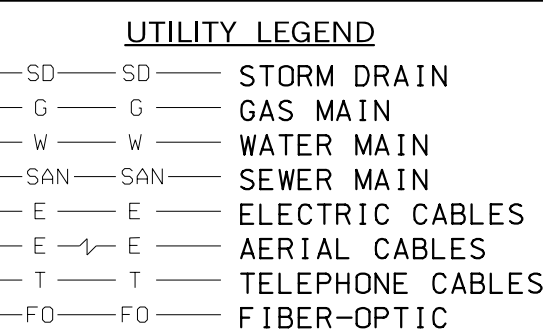 UTILITY LEGEND
SD SD STORM DRAIN
G G GAS MAIN
W W WATER MAIN
SAN SAN SEWER MAIN
E E ELECTRIC CABLES
E E AERIAL CABLES
T T TELEPHONE CABLES
FO FO FIBER-OPTIC